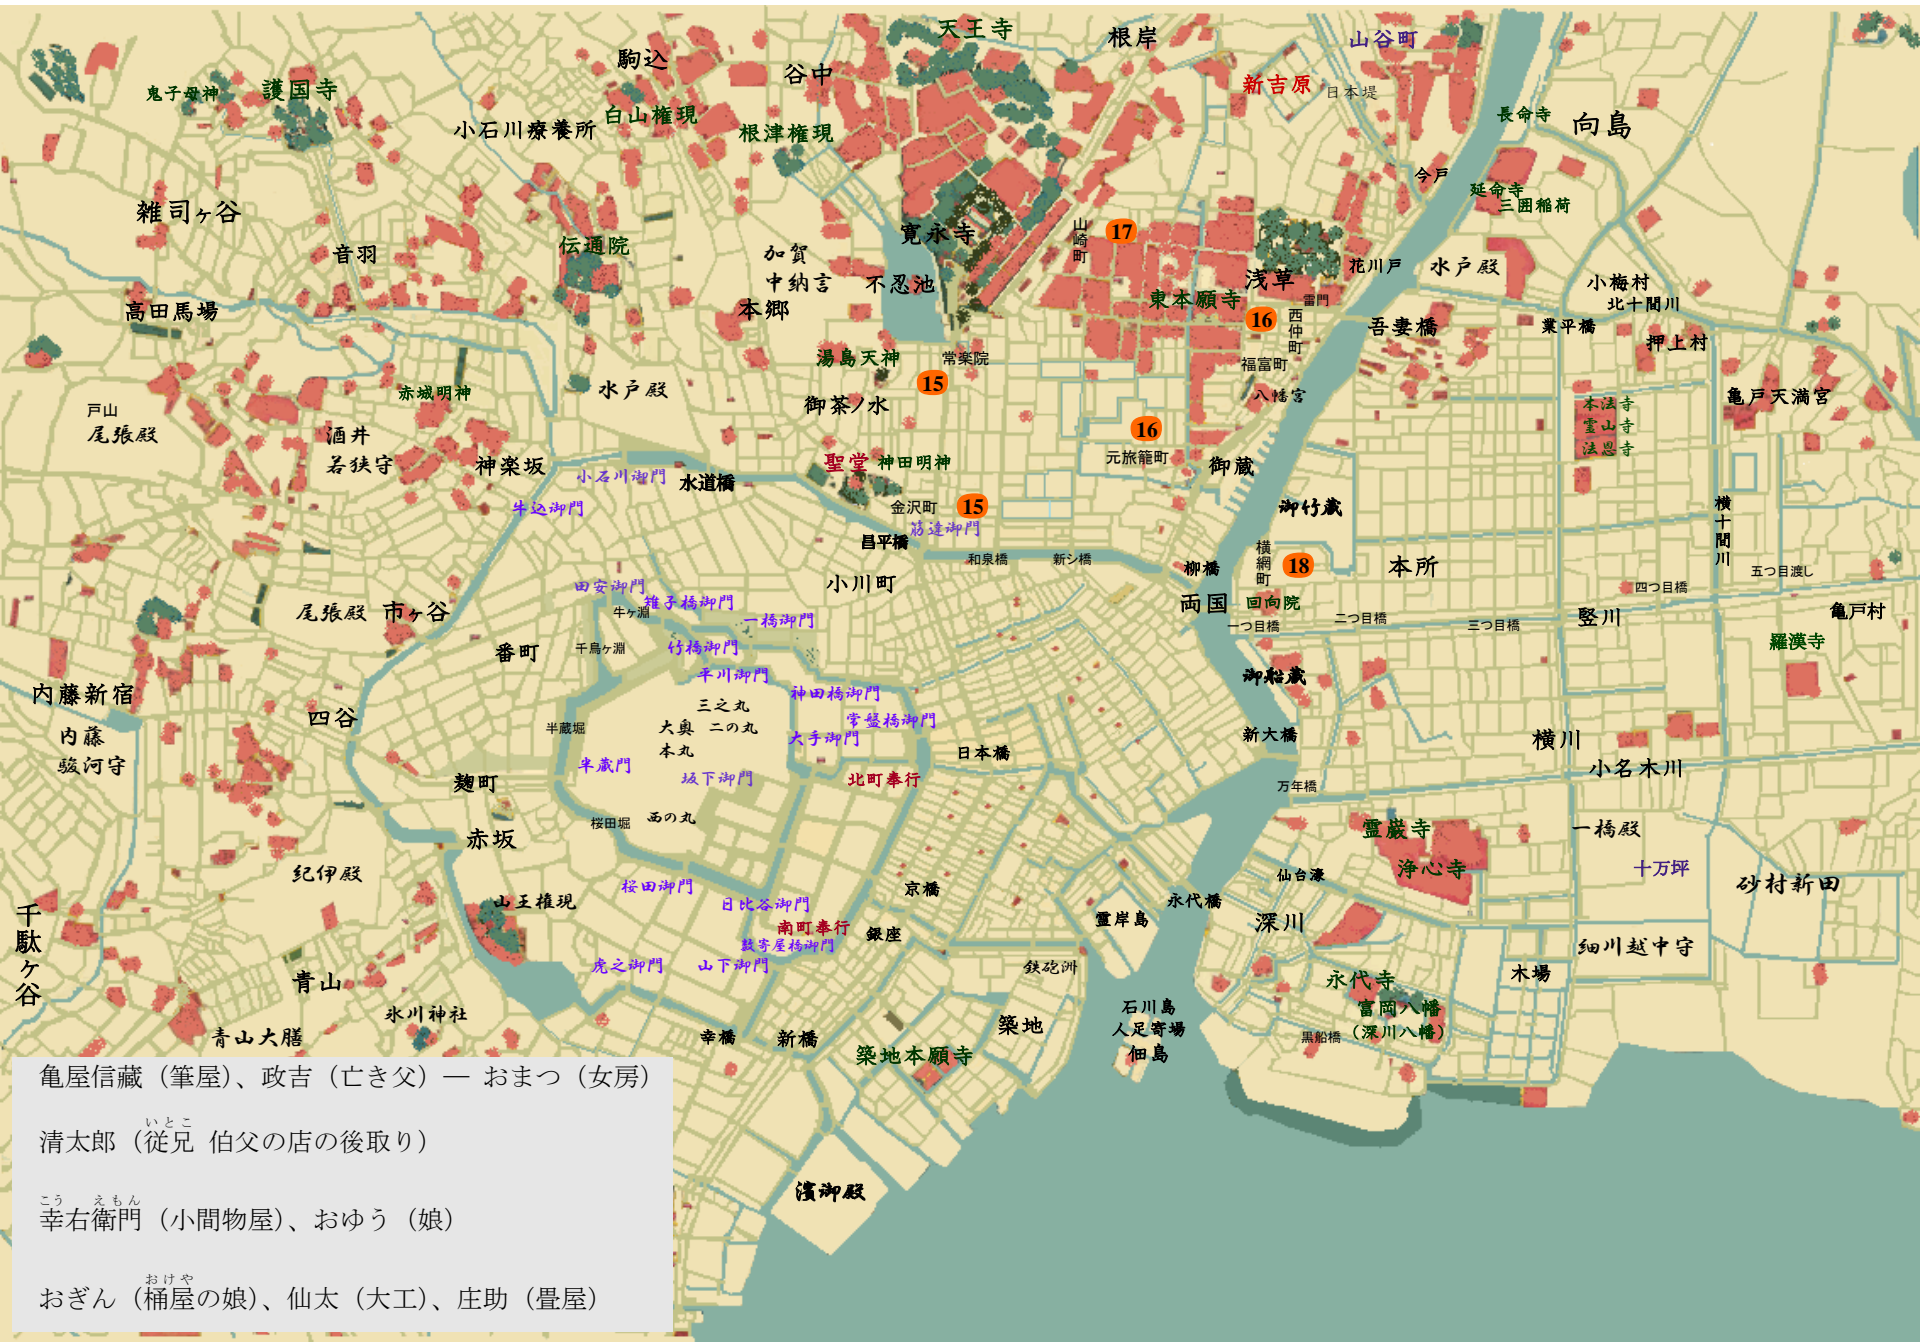 天王寺
根岸
山谷町
駒込
谷中
新吉原
日本堤
鬼子母神
護国寺
白山権現
小石川療養所
根津権現
長命寺
向島
今戸
延命寺
三囲稲荷
雑司ヶ谷
音羽
伝通院
加賀
中納言
寛永寺
不忍池
山崎町
17
浅草
花川戸
水戸殿
小梅村
北十間川
高田馬場
本郷
東本願寺
雷門
16
西仲町
吾妻橋
業平橋
押上村
湯島天神
常楽院
15
福富町
八幡宮
赤城明神
水戸殿
御茶ノ水
戸山
尾張殿
酒井
若狭守
神楽坂
本法寺
霊山寺
法恩寺
亀戸天満宮
16
元旅籠町
御蔵
聖堂
神田明神
小石川御門
水道橋
牛込御門
金沢町
15
筋違御門
昌平橋
御竹蔵
横十間川
和泉橋
新シ橋
柳橋
横網町
18
本所
五つ目渡し
四つ目橋
小川町
両国
回向院
一つ目橋
二つ目橋
三つ目橋
竪川
亀戸村
羅漢寺
尾張殿
市ヶ谷
田安御門
牛ヶ淵
雉子橋御門
一橋御門
番町
千鳥ヶ淵
竹橋御門
平川御門
御船蔵
内藤新宿
内藤
駿河守
四谷
半蔵堀
三之丸
大奥
二の丸
本丸
神田橋御門
常盤橋御門
大手御門
日本橋
新大橋
横川
小名木川
半蔵門
坂下御門
北町奉行
麹町
万年橋
赤坂
桜田堀
西の丸
霊巌寺
浄心寺
一橋殿
十万坪
砂村新田
紀伊殿
山王権現
桜田御門
日比谷御門
南町奉行
数寄屋橋御門
京橋
銀座
仙台濠
永代橋
霊岸島
深川
千駄ヶ谷
青山
虎之御門
山下御門
鉄砲洲
細川越中守
木場
永代寺
富岡八幡
（深川八幡）
黒船橋
青山大膳
氷川神社
幸橋
新橋
築地
築地本願寺
石川島
人足寄場
佃島
濱御殿
亀屋信藏（筆屋）、政吉（亡き父）― おまつ（女房）
いとこ
清太郎（従兄 伯父の店の後取り）
こう えもん
幸右衛門（小間物屋）、おゆう（娘）
おけや
おぎん（桶屋の娘）、仙太（大工）、庄助（畳屋）